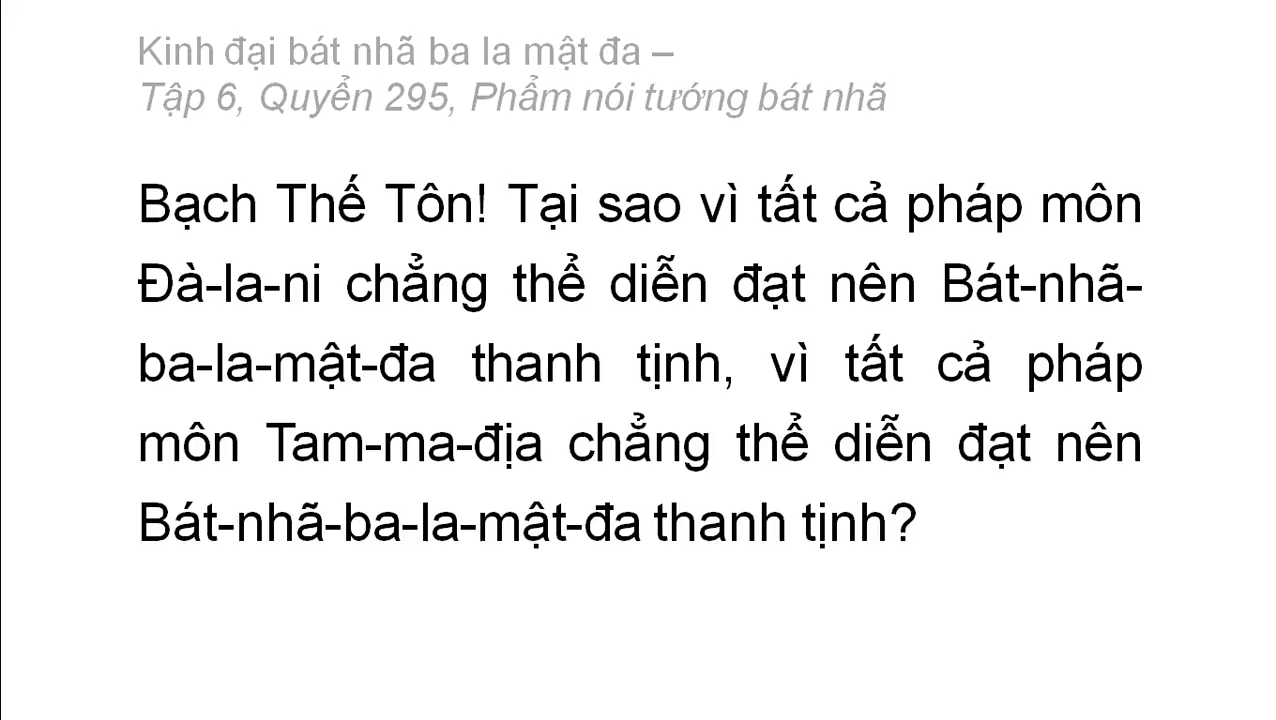 Kinh đại bát nhã ba la mật đa –
Tập 6, Quyển 295, Phẩm nói tướng bát nhã
Bạch Thế Tôn! Tại sao vì tất cả pháp môn
Đà-la-ni chẳng thể diễn đạt nên Bát-nhã-
ba-la-mật-đa thanh tịnh, vì tất cả pháp
môn Tam-ma-địa chẳng thể diễn đạt nên
Bát-nhã-ba-la-mật-đa thanh tịnh?